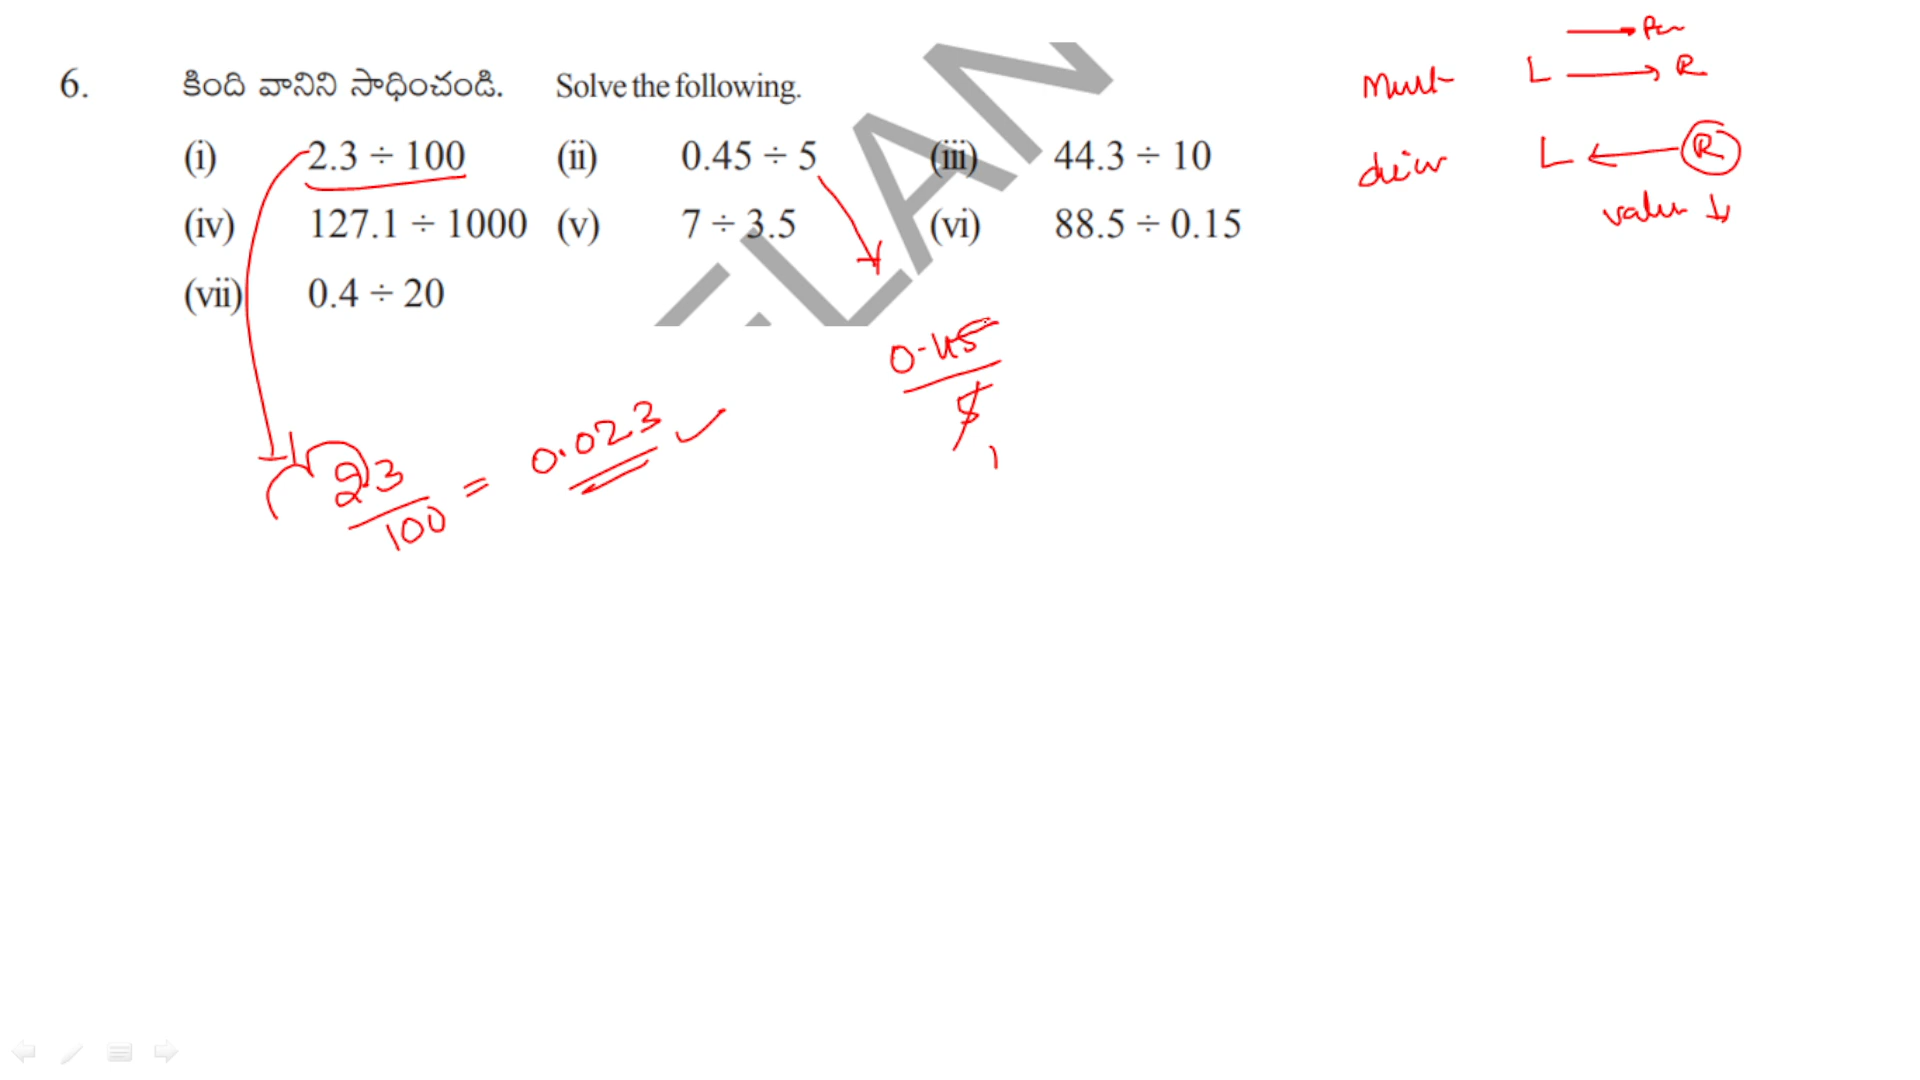 6. కింది వానిని సాధించండి. Solve the following.
(i) 2.3 ÷ 100 (ii) 0.45 ÷ 5 (iii) 44.3 ÷ 10
(iv) 127.1 ÷ 1000 (v) 7 ÷ 3.5 (vi) 88.5 ÷ 0.15
(vii) 0.4 ÷ 20
Mult L → R
L ← R
23/100 = 0.023 ✓
0.45/5
1